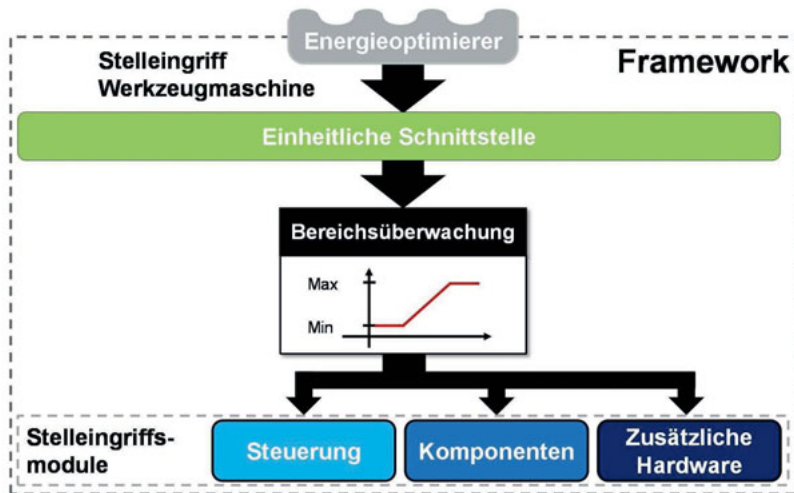 Energieoptimierer
Stelleingriff
Werkzeugmaschine
Framework
Einheitliche Schnittstelle
Bereichsüberwachung
Max
Min
Stelleingriffs-
module
Steuerung
Komponenten
Zusätzliche
Hardware